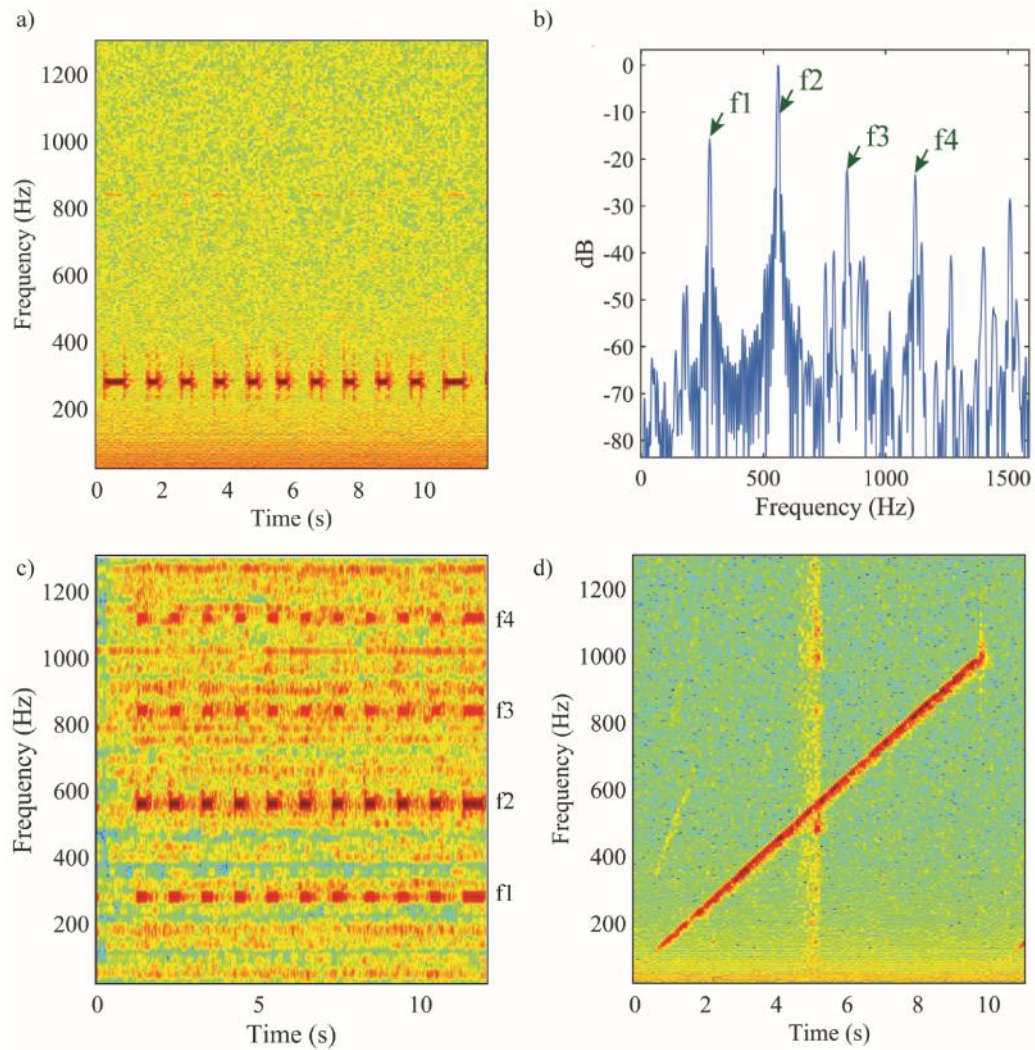 a)
1200
1000
800
600
400
200
Frequency (Hz)
0 2 4 6 8 10
Time (s)
b)
0
-10
-20
-30
-40
-50
-60
-70
-80
dB
f1
f2
f3
f4
0 500 1000 1500
Frequency (Hz)
c)
1200
1000
800
600
400
200
Frequency (Hz)
f4
f3
f2
f1
0 5 10
Time (s)
d)
1200
1000
800
600
400
200
Frequency (Hz)
0 2 4 6 8 10
Time (s)